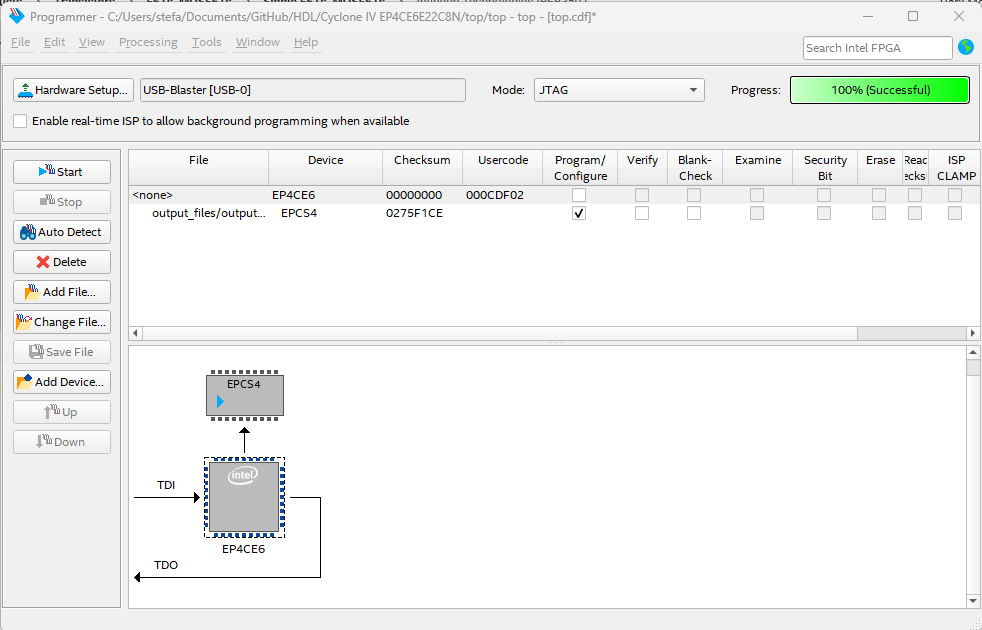 Programmer - C:/Users/stefa/Documents/GitHub/HDL/Cyclone IV EP4CE6E22C8N/top/top - top - [top.cdf]*
File Edit View Processing Tools Window Help
Search Intel FPGA
Hardware Setup... USB-Blaster [USB-0] Mode: JTAG Progress: 100% (Successful)
Enable real-time ISP to allow background programming when available
Start
Stop
Auto Detect
Delete
Add File...
Change File...
Save File
Add Device...
Up
Down
File Device Checksum Usercode Program/ Verify Blank- Examine Security Erase ISP
Configure Check Bit CLAMP
<none> EP4CE6 00000000 000CDF02
output_files/output... EPCS4 0275F1CE
EPCS4
intel
TDI
EP4CE6
TDO